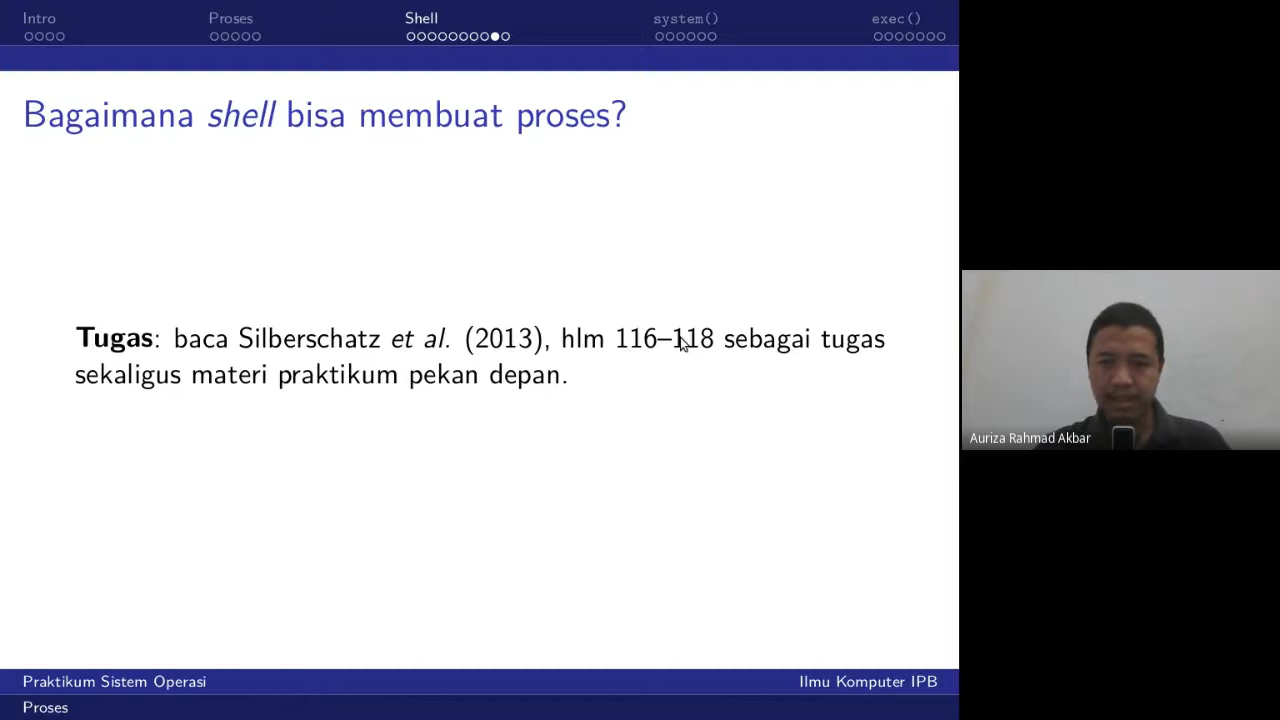 Intro Proses Shell system() exec()
Bagaimana shell bisa membuat proses?
Tugas: baca Silberschatz et al. (2013), hlm 116–118 sebagai tugas
sekaligus materi praktikum pekan depan.
Auriza Rahmad Akbar
Praktikum Sistem Operasi Ilmu Komputer IPB
Proses